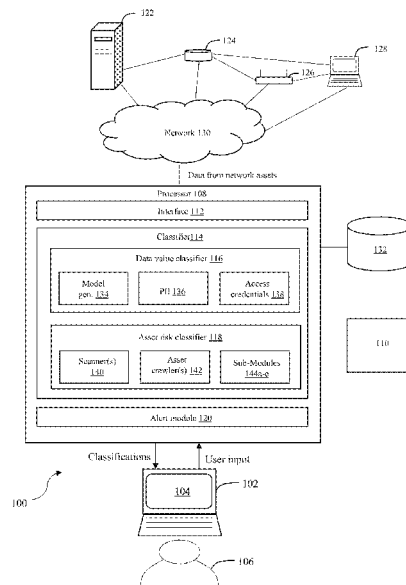 122
124
128
126
Network 130
Data from network assets
Processor 108
Interface 112
Classifier 114
Data value classifier 116
Model gen. 134
PII 136
Access credentials 138
132
Asset risk classifier 118
Scanner(s) 140
Asset crawler(s) 142
Sub-Modules 144a-e
110
Alert module 120
Classifications
User input
100
104
102
106